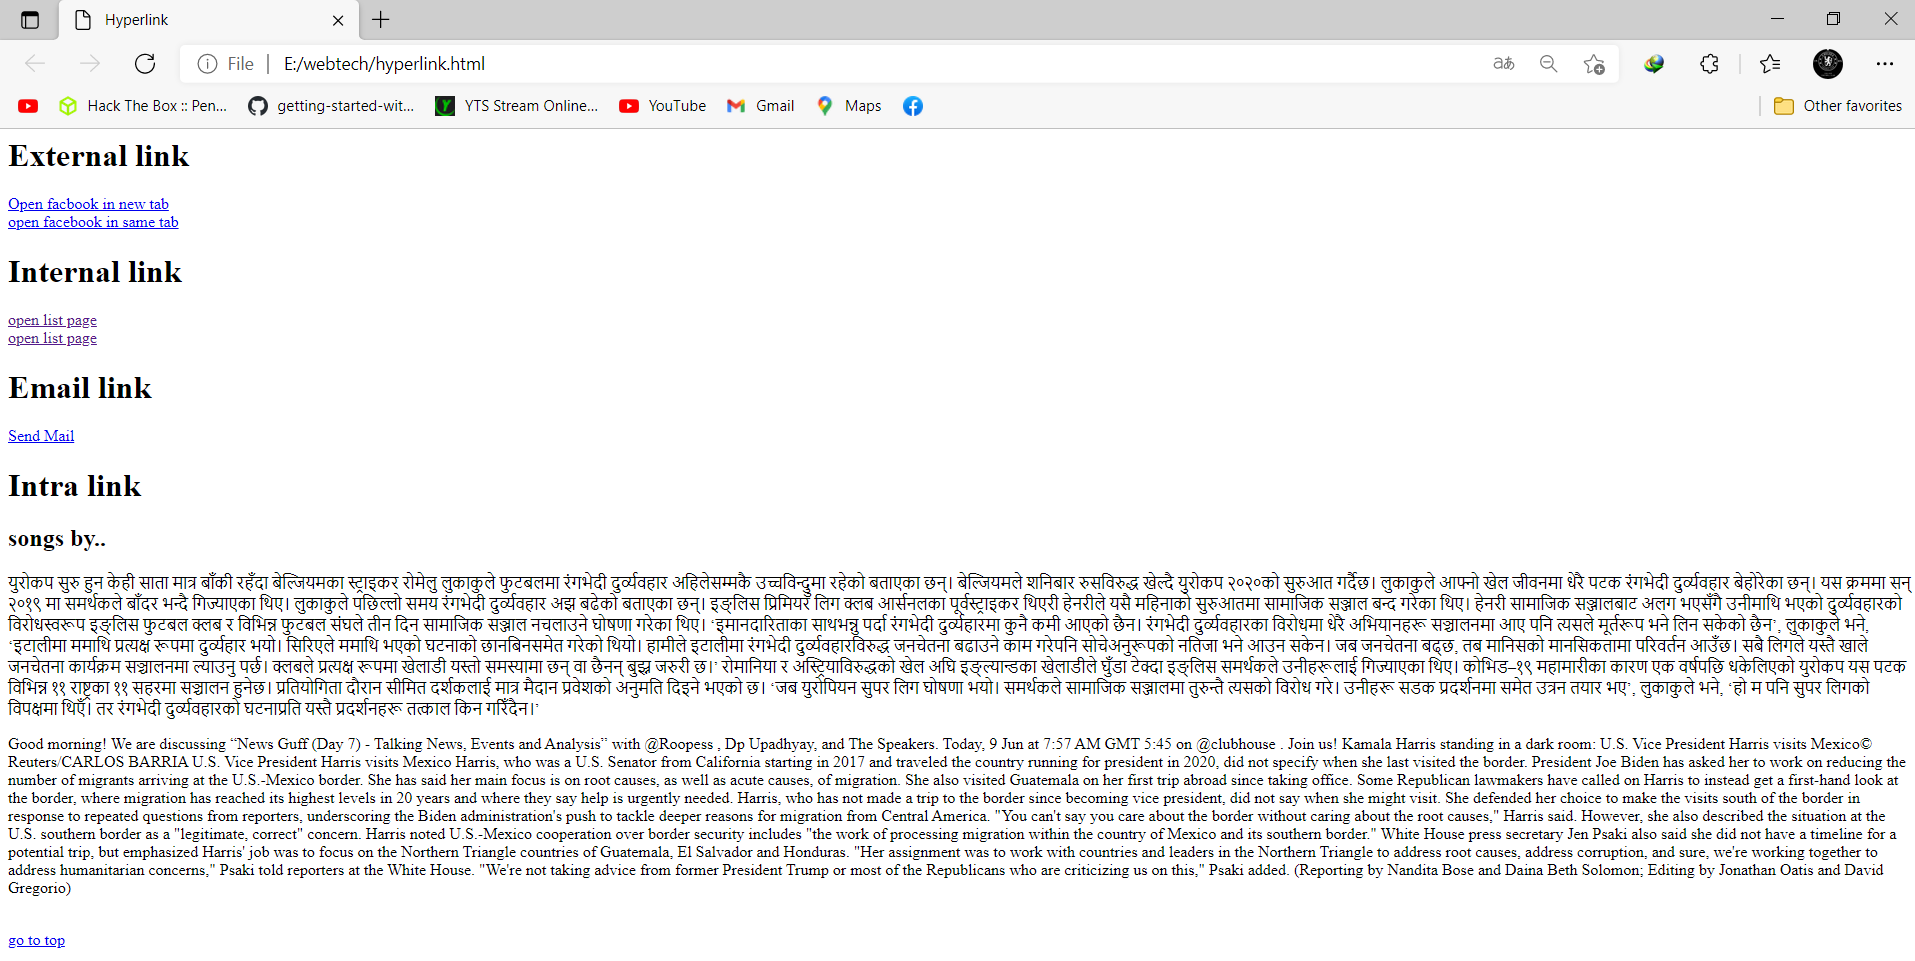 Hyperlink
File
E:/webtech/hyperlink.html
aあ
Hack The Box :: Pen...
getting-started-wit...
YTS Stream Online...
YouTube
Gmail
Maps
Other favorites
External link
Open facbook in new tab
open facebook in same tab
Internal link
open list page
open list page
Email link
Send Mail
Intra link
songs by..
युरोकप सुरु हुन केही साता मात्र बाँकी रहँदा बेल्जियमका स्ट्राइकर रोमेलु लुकाकुले फुटबलमा रंगभेदी दुर्व्यवहार अहिलेसम्मकै उच्चविन्दुमा रहेको बताएका छन्। बेल्जियमले शनिबार रुसविरुद्ध खेल्दै युरोकप २०२०को सुरुआत गर्दैछ। लुकाकुले आफ्नो खेल जीवनमा धेरै पटक रंगभेदी दुर्व्यवहार बेहोरेका छन्। यस क्रममा सन्
२०१९ मा समर्थकले बाँदर भन्दै गिज्याएका थिए। लुकाकुले पछिल्लो समय रंगभेदी दुर्व्यवहार अझ बढेको बताएका छन्। इङ्लिस प्रिमियर लिग क्लब आर्सनलका पूर्वस्ट्राइकर थिएरी हेनरीले यसै महिनाको सुरुआतमा सामाजिक सञ्जाल बन्द गरेका थिए। हेनरी सामाजिक सञ्जालबाट अलग भएसँगै उनीमाथि भएको दुर्व्यवहारको
विरोधस्वरूप इङ्लिस फुटबल क्लब र विभिन्न फुटबल संघले तीन दिन सामाजिक सञ्जाल नचलाउने घोषणा गरेका थिए। ‘इमानदारिताका साथभन्नु पर्दा रंगभेदी दुर्व्यहारमा कुनै कमी आएको छैन। रंगभेदी दुर्व्यवहारका विरोधमा धेरै अभियानहरू सञ्चालनमा आए पनि त्यसले मूर्तरूप भने लिन सकेको छैन’, लुकाकुले भने,
‘इटालीमा ममाथि प्रत्यक्ष रूपमा दुर्व्यहार भयो। सिरिएले ममाथि भएको घटनाको छानबिनसमेत गरेको थियो। हामीले इटालीमा रंगभेदी दुर्व्यवहारविरुद्ध जनचेतना बढाउने काम गरेपनि सोचेअनुरूपको नतिजा भने आउन सकेन। जब जनचेतना बढ्छ, तब मानिसको मानसिकतामा परिवर्तन आउँछ। सबै लिगले यस्तै खाले
जनचेतना कार्यक्रम सञ्चालनमा ल्याउनु पर्छ। क्लबले प्रत्यक्ष रूपमा खेलाडी यस्तो समस्यामा छन् वा छैनन् बुझ्न जरुरी छ।’ रोमानिया र अस्ट्रियाविरुद्धको खेल अघि इङ्ल्यान्डका खेलाडीले घुँडा टेक्दा इङ्लिस समर्थकले उनीहरूलाई गिज्याएका थिए। कोभिड–१९ महामारीका कारण एक वर्षपछि धकेलिएको युरोकप यस पटक
विभिन्न ११ राष्ट्रका ११ सहरमा सञ्चालन हुनेछ। प्रतियोगिता दौरान सीमित दर्शकलाई मात्र मैदान प्रवेशको अनुमति दिइने भएको छ। ‘जब युरोपियन सुपर लिग घोषणा भयो। समर्थकले सामाजिक सञ्जालमा तुरुन्तै त्यसको विरोध गरे। उनीहरू सडक प्रदर्शनमा समेत उत्रन तयार भए’, लुकाकुले भने, ‘हो म पनि सुपर लिगको
विपक्षमा थिएँ। तर रंगभेदी दुर्व्यवहारको घटनाप्रति यस्तै प्रदर्शनहरू तत्काल किन गरिँदैन।’
Good morning! We are discussing “News Guff (Day 7) - Talking News, Events and Analysis” with @Roopess , Dp Upadhyay, and The Speakers. Today, 9 Jun at 7:57 AM GMT 5:45 on @clubhouse . Join us! Kamala Harris standing in a dark room: U.S. Vice President Harris visits Mexico©
Reuters/CARLOS BARRIA U.S. Vice President Harris visits Mexico Harris, who was a U.S. Senator from California starting in 2017 and traveled the country running for president in 2020, did not specify when she last visited the border. President Joe Biden has asked her to work on reducing the
number of migrants arriving at the U.S.-Mexico border. She has said her main focus is on root causes, as well as acute causes, of migration. She also visited Guatemala on her first trip abroad since taking office. Some Republican lawmakers have called on Harris to instead get a first-hand look at
the border, where migration has reached its highest levels in 20 years and where they say help is urgently needed. Harris, who has not made a trip to the border since becoming vice president, did not say when she might visit. She defended her choice to make the visits south of the border in
response to repeated questions from reporters, underscoring the Biden administration's push to tackle deeper reasons for migration from Central America. "You can't say you care about the border without caring about the root causes," Harris said. However, she also described the situation at the
U.S. southern border as a "legitimate, correct" concern. Harris noted U.S.-Mexico cooperation over border security includes "the work of processing migration within the country of Mexico and its southern border." White House press secretary Jen Psaki also said she did not have a timeline for a
potential trip, but emphasized Harris' job was to focus on the Northern Triangle countries of Guatemala, El Salvador and Honduras. "Her assignment was to work with countries and leaders in the Northern Triangle to address root causes, address corruption, and sure, we're working together to
address humanitarian concerns," Psaki told reporters at the White House. "We're not taking advice from former President Trump or most of the Republicans who are criticizing us on this," Psaki added. (Reporting by Nandita Bose and Daina Beth Solomon; Editing by Jonathan Oatis and David
Gregorio)
go to top